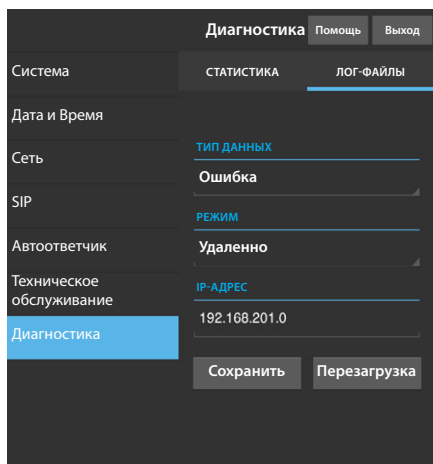 Диагностика Помощь Выход
Система
Дата и Время
Сеть
SIP
Автоответчик
Техническое
обслуживание
Диагностика
СТАТИСТИКА ЛОГ-ФАЙЛЫ
ТИП ДАННЫХ
Ошибка
РЕЖИМ
Удаленно
IP-АДРЕС
192.168.201.0
Сохранить Перезагрузка